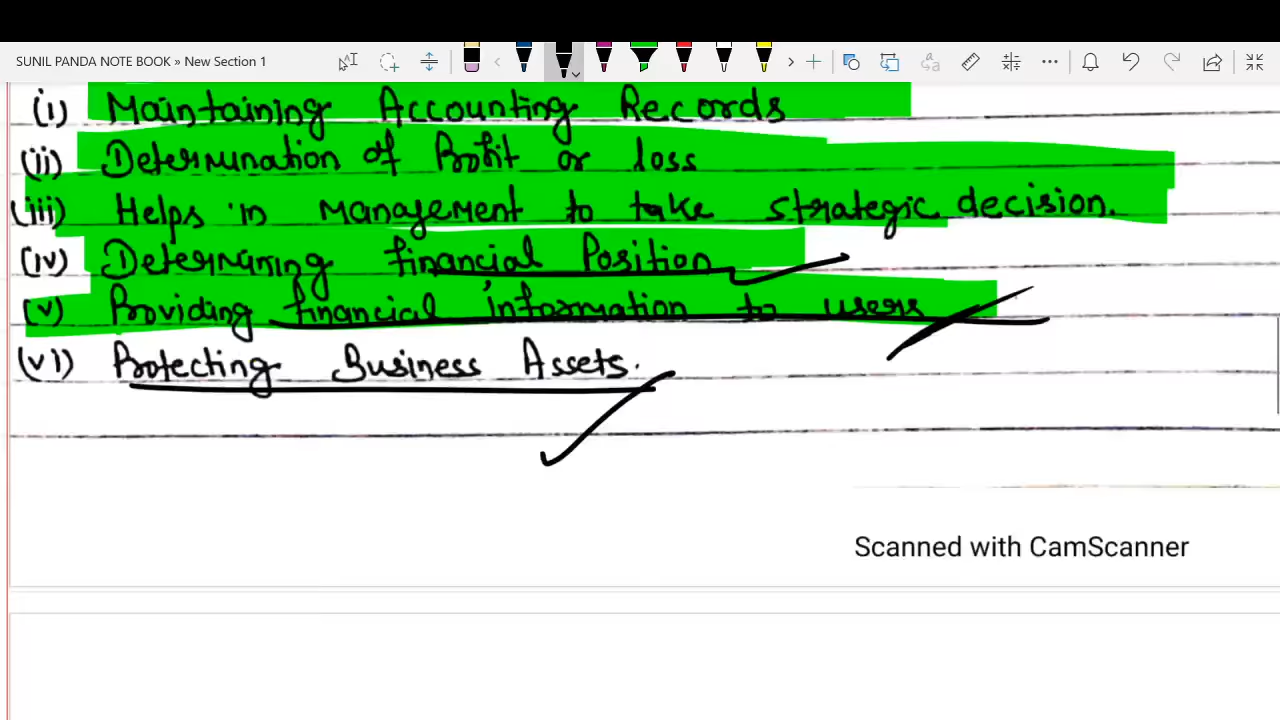 SUNIL PANDA NOTE BOOK » New Section 1
(i) Maintaining Accounting Records
(ii) Determination of Profit or loss
(iii) Helps in management to take strategic decision.
(iv) Determining financial Position
(v) Providing financial information to users
(vi) Protecting Business Assets.
Scanned with CamScanner